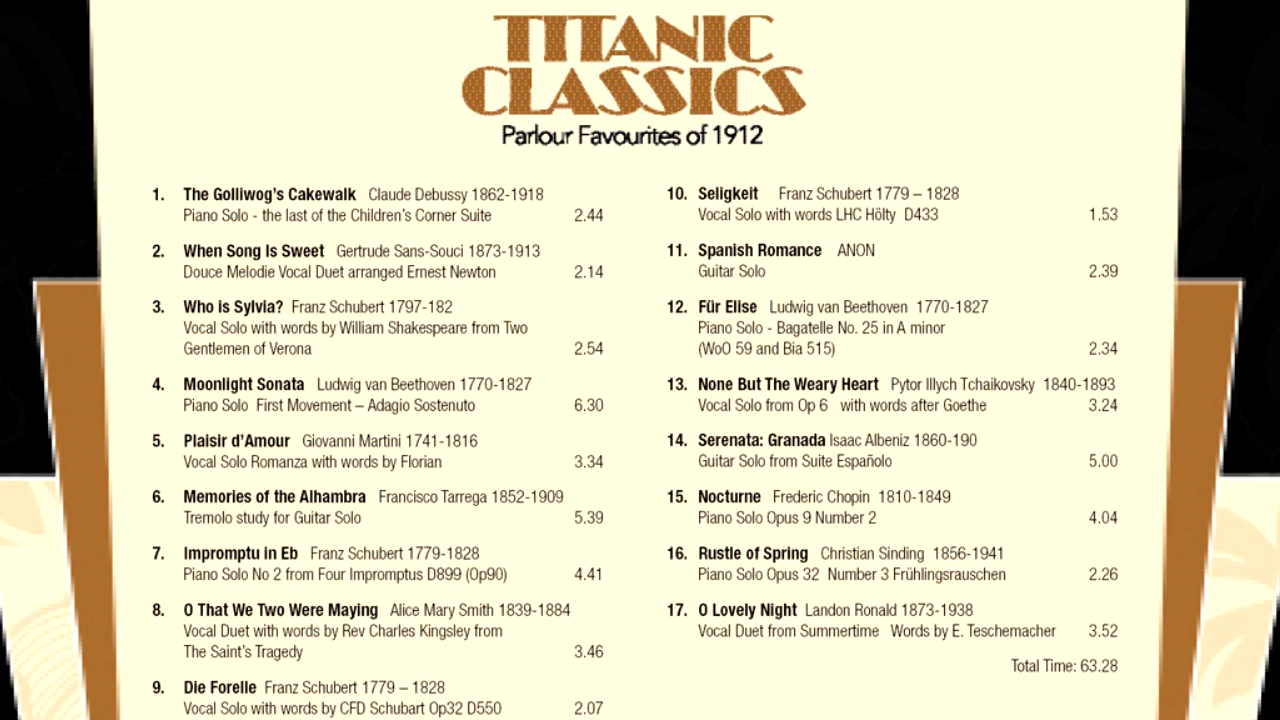 TITANIC
CLASSICS
Parlour Favourites of 1912
1. The Golliwog's Cakewalk Claude Debussy 1862-1918
Piano Solo - the last of the Children's Corner Suite 2.44
2. When Song Is Sweet Gertrude Sans-Souci 1873-1913
Douce Melodie Vocal Duet arranged Ernest Newton 2.14
3. Who is Sylvia? Franz Schubert 1797-182
Vocal Solo with words by William Shakespeare from Two
Gentlemen of Verona 2.54
4. Moonlight Sonata Ludwig van Beethoven 1770-1827
Piano Solo First Movement – Adagio Sostenuto 6.30
5. Plaisir d'Amour Giovanni Martini 1741-1816
Vocal Solo Romanza with words by Florian 3.34
6. Memories of the Alhambra Francisco Tarrega 1852-1909
Tremolo study for Guitar Solo 5.39
7. Impromptu in Eb Franz Schubert 1779-1828
Piano Solo No 2 from Four Impromptus D899 (Op90) 4.41
8. O That We Two Were Maying Alice Mary Smith 1839-1884
Vocal Duet with words by Rev Charles Kingsley from
The Saint's Tragedy 3.46
9. Die Forelle Franz Schubert 1779 – 1828
Vocal Solo with words by CFD Schubart Op32 D550 2.07
10. Seligkeit Franz Schubert 1779 – 1828
Vocal Solo with words LHC Hölty D433 1.53
11. Spanish Romance ANON
Guitar Solo 2.39
12. Für Elise Ludwig van Beethoven 1770-1827
Piano Solo - Bagatelle No. 25 in A minor
(WoO 59 and Bia 515) 2.34
13. None But The Weary Heart Pytor Illych Tchaikovsky 1840-1893
Vocal Solo from Op 6 with words after Goethe 3.24
14. Serenata: Granada Isaac Albeniz 1860-190
Guitar Solo from Suite Españolo 5.00
15. Nocturne Frederic Chopin 1810-1849
Piano Solo Opus 9 Number 2 4.04
16. Rustle of Spring Christian Sinding 1856-1941
Piano Solo Opus 32 Number 3 Frühlingsrauschen 2.26
17. O Lovely Night Landon Ronald 1873-1938
Vocal Duet from Summertime Words by E. Teschemacher 3.52
Total Time: 63.28